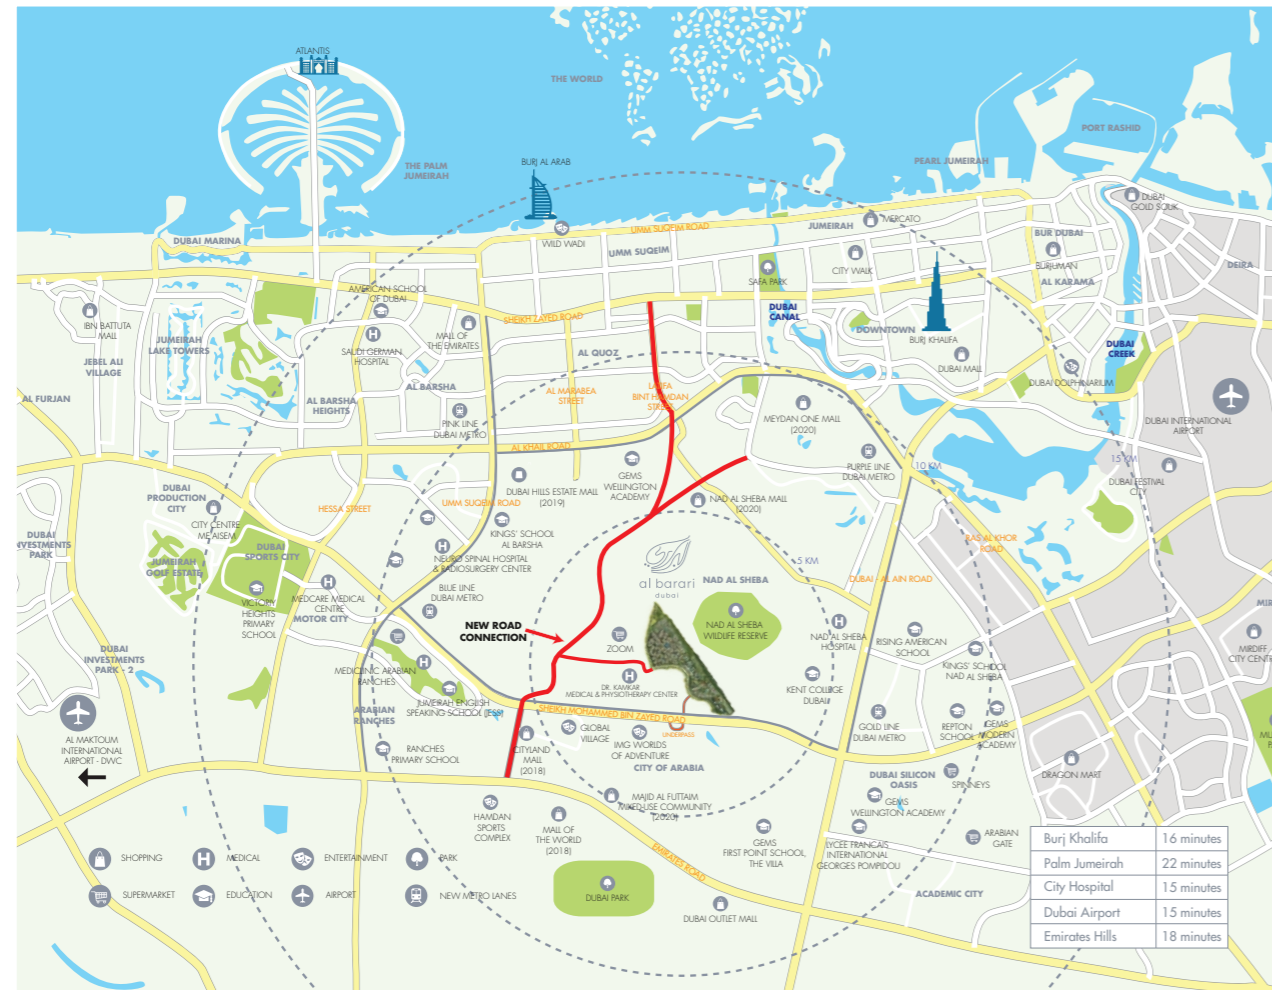 ATLANTIS
THE WORLD
PORT RASHID
THE PALM
JUMEIRAH
BURJ AL ARAB
PEARL JUMEIRAH
DUBAI
GOLD SOUK
DUBAI MARINA
WILD WADI
UMM SUQEIM ROAD
UMM SUQEIM
JUMEIRAH
MERCATO
BUR DUBAI
BURJUMAN
DEIRA
CITY WALK
SAFA PARK
AL KARAMA
AMERICAN SCHOOL
OF DUBAI
IBN BATTUTA
MALL
JUMEIRAH
LAKE TOWERS
SAUDI GERMAN
HOSPITAL
MALL OF
THE EMIRATES
SHEIKH ZAYED ROAD
DUBAI
CANAL
DOWNTOWN
BURJ KHALIFA
DUBAI
CREEK
JEBEL ALI
VILLAGE
AL QUOZ
DUBAI MALL
DUBAI DOLPHINARIUM
AL FURJAN
AL BARSHA
HEIGHTS
AL BARSHA
AL MARABEA
STREET
LATIFA
BINT HAMDAN
STREET
PINK LINE
DUBAI METRO
MEYDAN ONE MALL
(2020)
DUBAI INTERNATIONAL
AIRPORT
AL KHAIL ROAD
GEMS
WELLINGTON
ACADEMY
PURPLE LINE
DUBAI METRO
10 KM
15 KM
DUBAI FESTIVAL
CITY
DUBAI
PRODUCTION
CITY
DUBAI HILLS ESTATE MALL
(2019)
NAD AL SHEBA MALL
(2020)
HESSA STREET
UMM SUQEIM ROAD
CITY CENTRE
ME'AISEM
KINGS' SCHOOL
AL BARSHA
DUBAI
INVESTMENTS
PARK
DUBAI
SPORTS CITY
NEURO SPINAL HOSPITAL
& RADIOSURGERY CENTER
RAS AL KHOR
ROAD
JUMEIRAH
GOLF ESTATE
5 KM
al barari
dubai
NAD AL SHEBA
DUBAI - AL AIN ROAD
VICTORY
HEIGHTS
PRIMARY
SCHOOL
MEDCARE MEDICAL
CENTRE
MOTOR CITY
BLUE LINE
DUBAI METRO
NEW ROAD
CONNECTION
NAD AL SHEBA
WILDLIFE RESERVE
ZOOM
NAD AL SHEBA
HOSPITAL
RISING AMERICAN
SCHOOL
KINGS' SCHOOL
NAD AL SHEBA
MIRDIFF
CITY CENTRE
DUBAI
INVESTMENTS
PARK - 2
MEDICLINIC ARABIAN
RANCHES
DR. KAMKAR
MEDICAL & PHYSIOTHERAPY CENTER
KENT COLLEGE
DUBAI
JUMEIRAH ENGLISH
SPEAKING SCHOOL (JESS)
ARABIAN
RANCHES
SHEIKH MOHAMMED BIN ZAYED ROAD
UNDERPASS
GLOBAL
VILLAGE
IMG WORLDS
OF ADVENTURE
CITY OF ARABIA
GOLD LINE
DUBAI METRO
REPTON
SCHOOL
GEMS
MODERN
ACADEMY
AL MAKTOUM
INTERNATIONAL
AIRPORT - DWC
RANCHES
PRIMARY SCHOOL
CITYLAND
MALL
(2018)
DRAGON MART
DUBAI SILICON
OASIS
SPINNEYS
GEMS
WELLINGTON ACADEMY
MAJID AL FUTTAIM
MIXED-USE COMMUNITY
(2020)
HAMDAN
SPORTS
COMPLEX
MALL OF
THE WORLD
(2018)
GEMS
FIRST POINT SCHOOL,
THE VILLA
LYCEE FRANCAIS
INTERNATIONAL
GEORGES POMPIDOU
ARABIAN
GATE
EMIRATES ROAD
DUBAI PARK
DUBAI OUTLET MALL
ACADEMIC CITY
SHOPPING
MEDICAL
ENTERTAINMENT
PARK
SUPERMARKET
EDUCATION
AIRPORT
NEW METRO LANES
Burj Khalifa 16 minutes
Palm Jumeirah 22 minutes
City Hospital 15 minutes
Dubai Airport 15 minutes
Emirates Hills 18 minutes